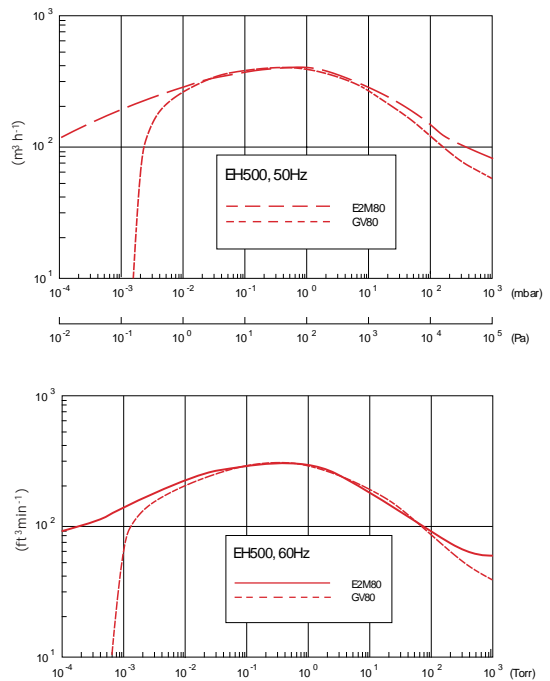 10³
(m³ h⁻¹)
10²
EH500, 50Hz
E2M80
GV80
10¹
10⁻⁴ 10⁻³ 10⁻² 10⁻¹ 10⁰ 10¹ 10² 10³ (mbar)
10⁻² 10⁻¹ 10⁰ 10¹ 10² 10³ 10⁴ 10⁵ (Pa)
10³
(ft³min⁻¹)
10²
EH500, 60Hz
E2M80
GV80
10¹
10⁻⁴ 10⁻³ 10⁻² 10⁻¹ 10⁰ 10¹ 10² 10³ (Torr)